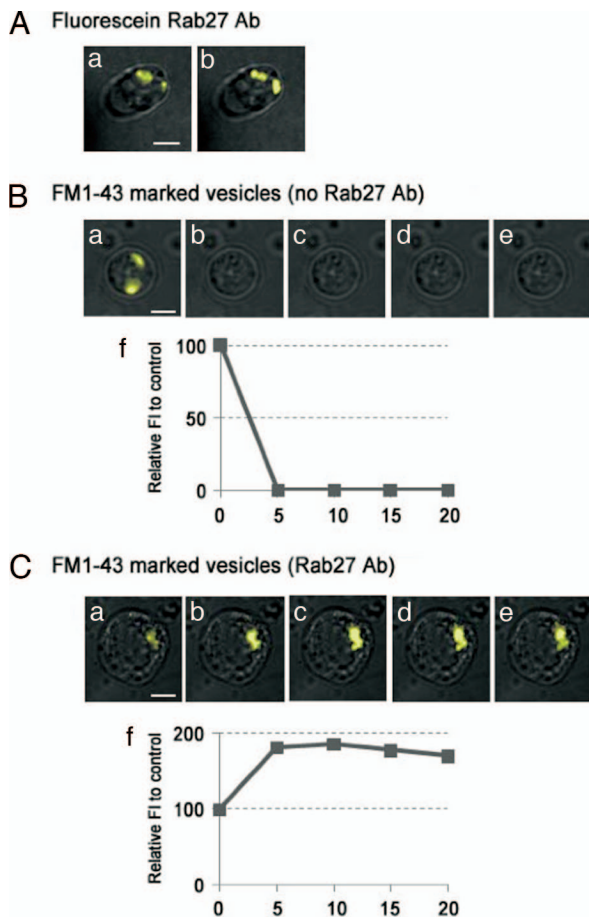 A Fluorescein Rab27 Ab
a b
B FM1-43 marked vesicles (no Rab27 Ab)
a b c d e
f
Relative FI to control
100
50
0
0 5 10 15 20
C FM1-43 marked vesicles (Rab27 Ab)
a b c d e
f
Relative FI to control
200
100
0
0 5 10 15 20